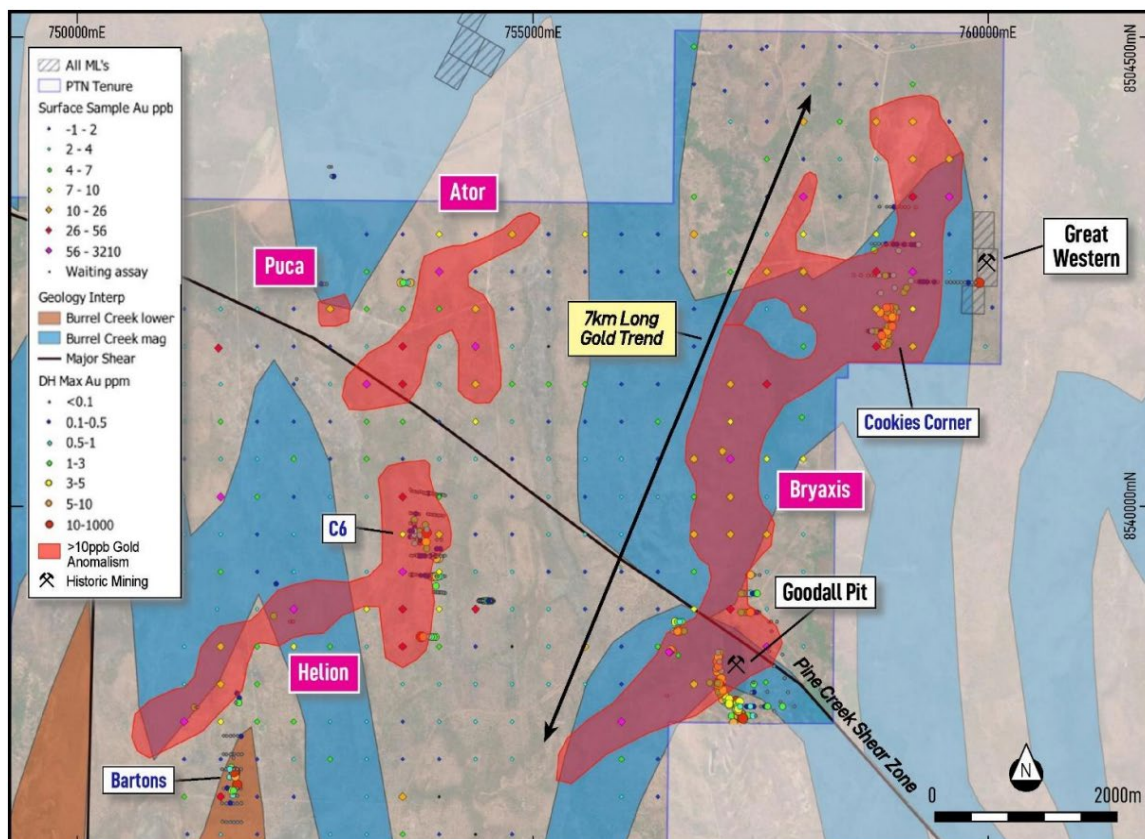 750000mE
755000mE
760000mE
8504500mN
8540000mN
All ML's
PTN Tenure
Surface Sample Au ppb
-1 - 2
2 - 4
4 - 7
7 - 10
10 - 26
26 - 56
56 - 3210
Waiting assay
Geology Interp
Burrel Creek lower
Burrel Creek mag
Major Shear
DH Max Au ppm
<0.1
0.1-0.5
0.5-1
1-3
3-5
5-10
10-1000
>10ppb Gold
Anomalism
Historic Mining
Ator
Puca
Great
Western
7km Long
Gold Trend
Cookies Corner
Bryaxis
C6
Goodall Pit
Helion
Pine Creek Shear Zone
Bartons
N
0
2000m